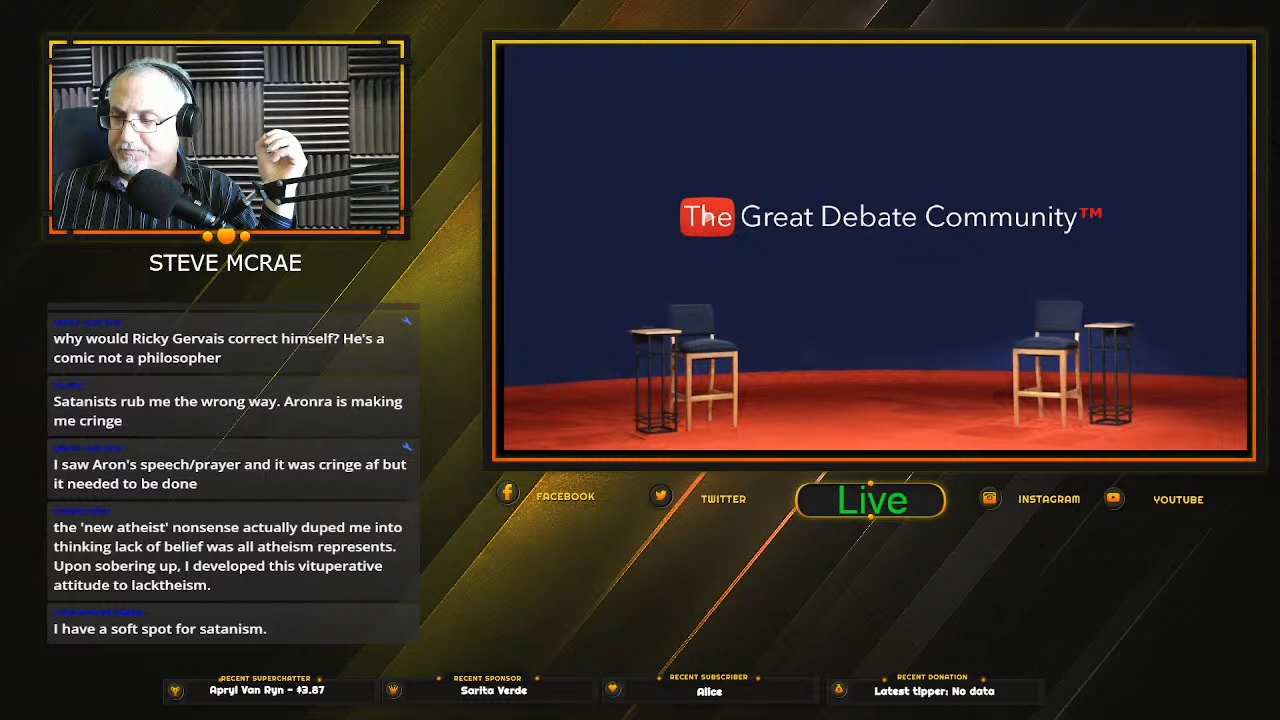 The Great Debate Community™
STEVE MCRAE
why would Ricky Gervais correct himself? He's a
comic not a philosopher
Satanists rub me the wrong way. Aronra is making
me cringe
I saw Aron's speech/prayer and it was cringe af but
it needed to be done
the 'new atheist' nonsense actually duped me into
thinking lack of belief was all atheism represents.
Upon sobering up, I developed this vituperative
attitude to lacktheism.
I have a soft spot for satanism.
FACEBOOK
TWITTER
Live
INSTAGRAM
YOUTUBE
RECENT SUPERCHATTER
Apryl Van Ryn - $3.87
RECENT SPONSOR
Sarita Verde
RECENT SUBSCRIBER
Alice
RECENT DONATION
Latest tipper: No data